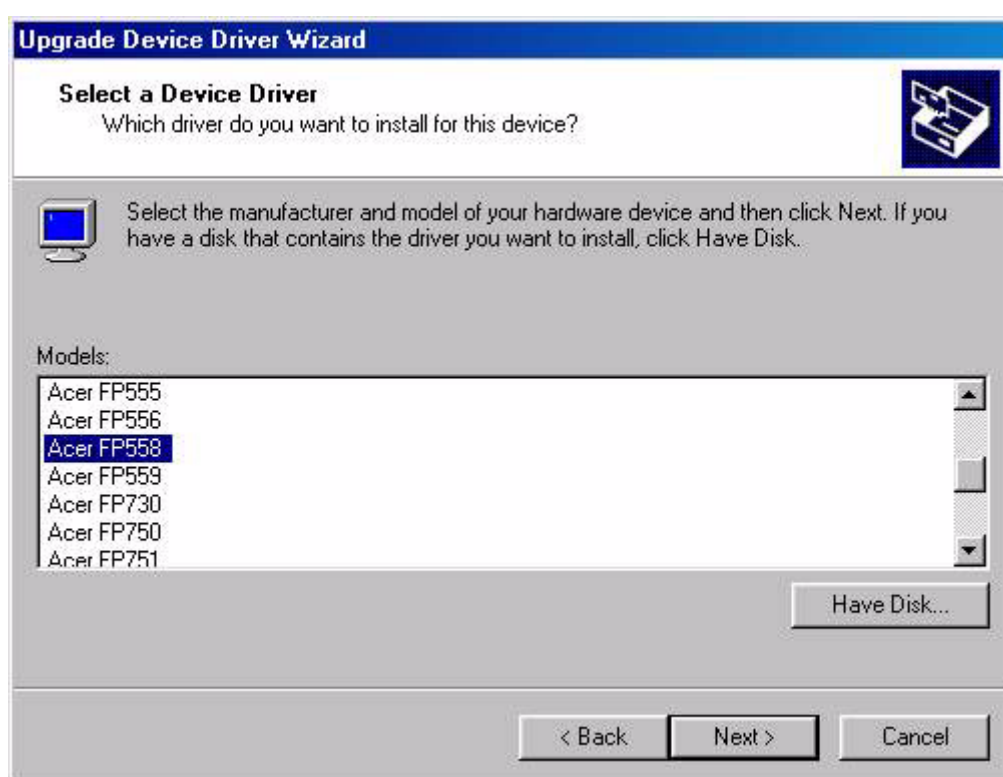 Upgrade Device Driver Wizard
Select a Device Driver
Which driver do you want to install for this device?
Select the manufacturer and model of your hardware device and then click Next. If you
have a disk that contains the driver you want to install, click Have Disk.
Models:
Acer FP555
Acer FP556
Acer FP558
Acer FP559
Acer FP730
Acer FP750
Acer FP751
Have Disk...
< Back
Next >
Cancel